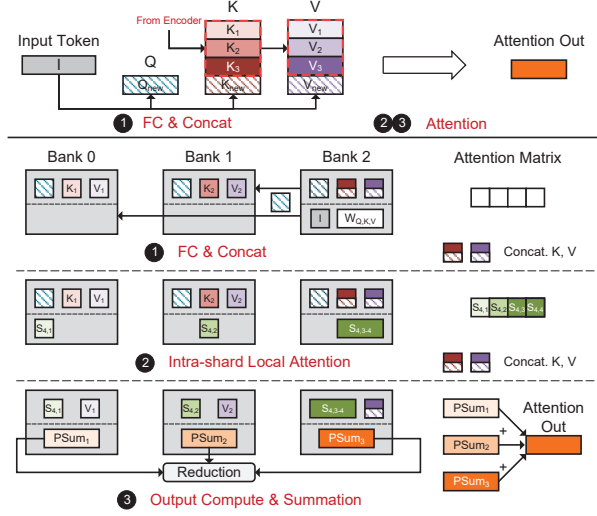 K
V
From Encoder
Input Token
Q
K1
V1
Attention Out
K2
V2
I
K3
V3
Qnew
Knew
Vnew
1 FC & Concat
2 3 Attention
Bank 0
Bank 1
Bank 2
Attention Matrix
K1 V1
K2 V2
I WQ,K,V
1 FC & Concat
Concat. K, V
K1 V1
K2 V2
S4,1
S4,2
S4,3-4
S4,1 S4,2 S4,3 S4,4
2 Intra-shard Local Attention
Concat. K, V
S4,1 V1
S4,2 V2
S4,3-4
PSum1
PSum2
PSum3
Reduction
3 Output Compute & Summation
PSum1
Attention
Out
+
PSum2
+
PSum3